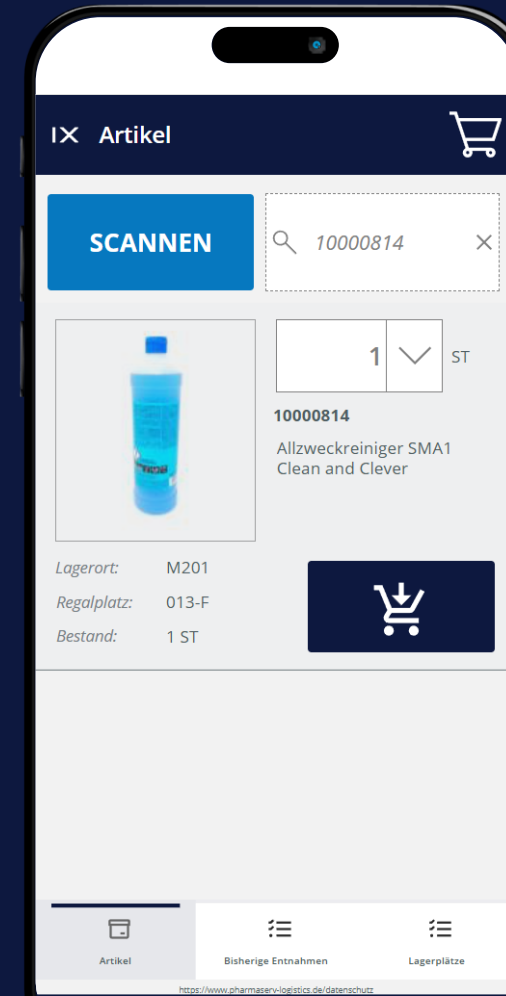 Artikel
SCANNEN
10000814
1
ST
10000814
Allzweckreiniger SMA1
Clean and Clever
Lagerort: M201
Regalplatz: 013-F
Bestand: 1 ST
Artikel
Bisherige Entnahmen
Lagerplätze
https://www.pharmaserv-logistics.de/datenschutz